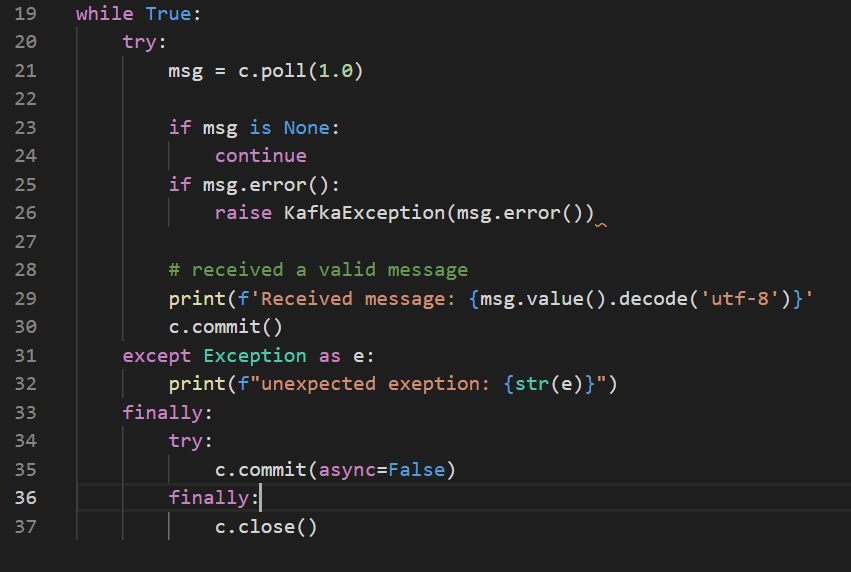 19 while True:
20     try:
21         msg = c.poll(1.0)
22
23         if msg is None:
24             continue
25         if msg.error():
26             raise KafkaException(msg.error())
27
28         # received a valid message
29         print(f'Received message: {msg.value().decode('utf-8')}'
30         c.commit()
31     except Exception as e:
32         print(f"unexpected exeption: {str(e)}")
33     finally:
34         try:
35             c.commit(async=False)
36         finally:
37             c.close()